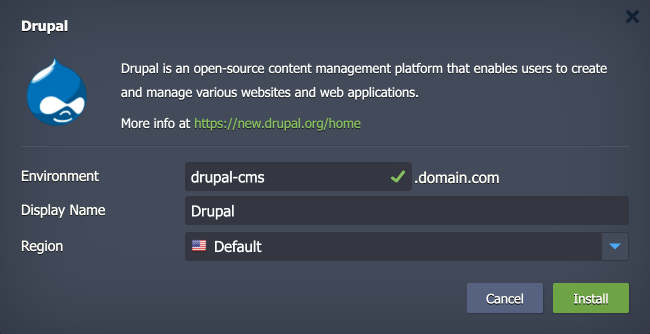 Drupal
Drupal is an open-source content management platform that enables users to create
and manage various websites and web applications.
More info at https://new.drupal.org/home
Environment drupal-cms .domain.com
Display Name Drupal
Region Default
Cancel Install